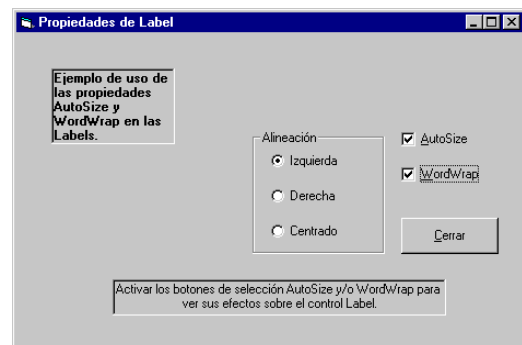 Propiedades de Label
Ejemplo de uso de
las propiedades
AutoSize y
WordWrap en las
Labels.
Alineación
Izquierda
Derecha
Centrado
AutoSize
WordWrap
Cerrar
Activar los botones de selección AutoSize y/o WordWrap para
ver sus efectos sobre el control Label.